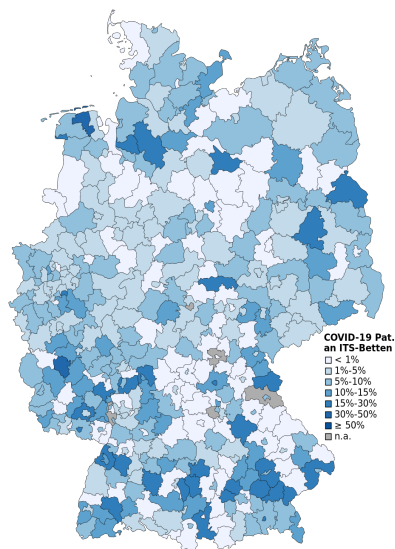 COVID-19 Pat.
an ITS-Betten
< 1%
1%-5%
5%-10%
10%-15%
15%-30%
30%-50%
≥ 50%
n.a.